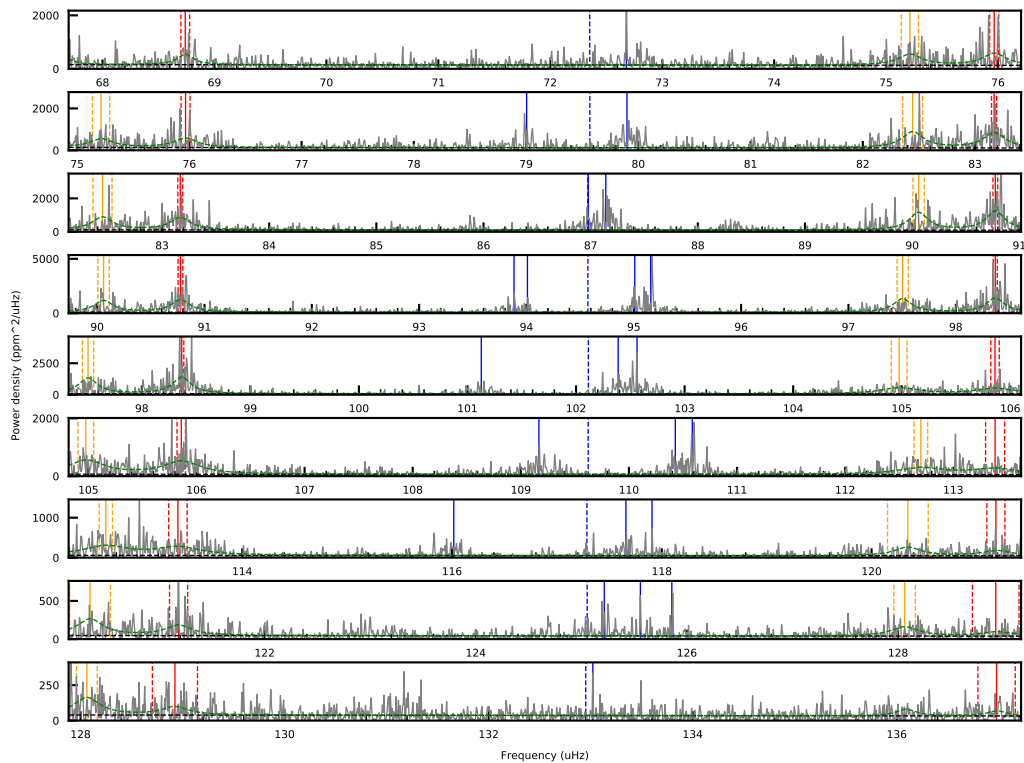 2000
0
68 69 70 71 72 73 74 75 76
2000
0
75 76 77 78 79 80 81 82 83
2000
0
83 84 85 86 87 88 89 90 91
5000
0
90 91 92 93 94 95 96 97 98
2500
0
98 99 100 101 102 103 104 105 106
2000
0
105 106 107 108 109 110 111 112 113
1000
0
114 116 118 120
500
0
122 124 126 128
250
0
128 130 132 134 136
Power density (ppm^2/uHz)
Frequency (uHz)